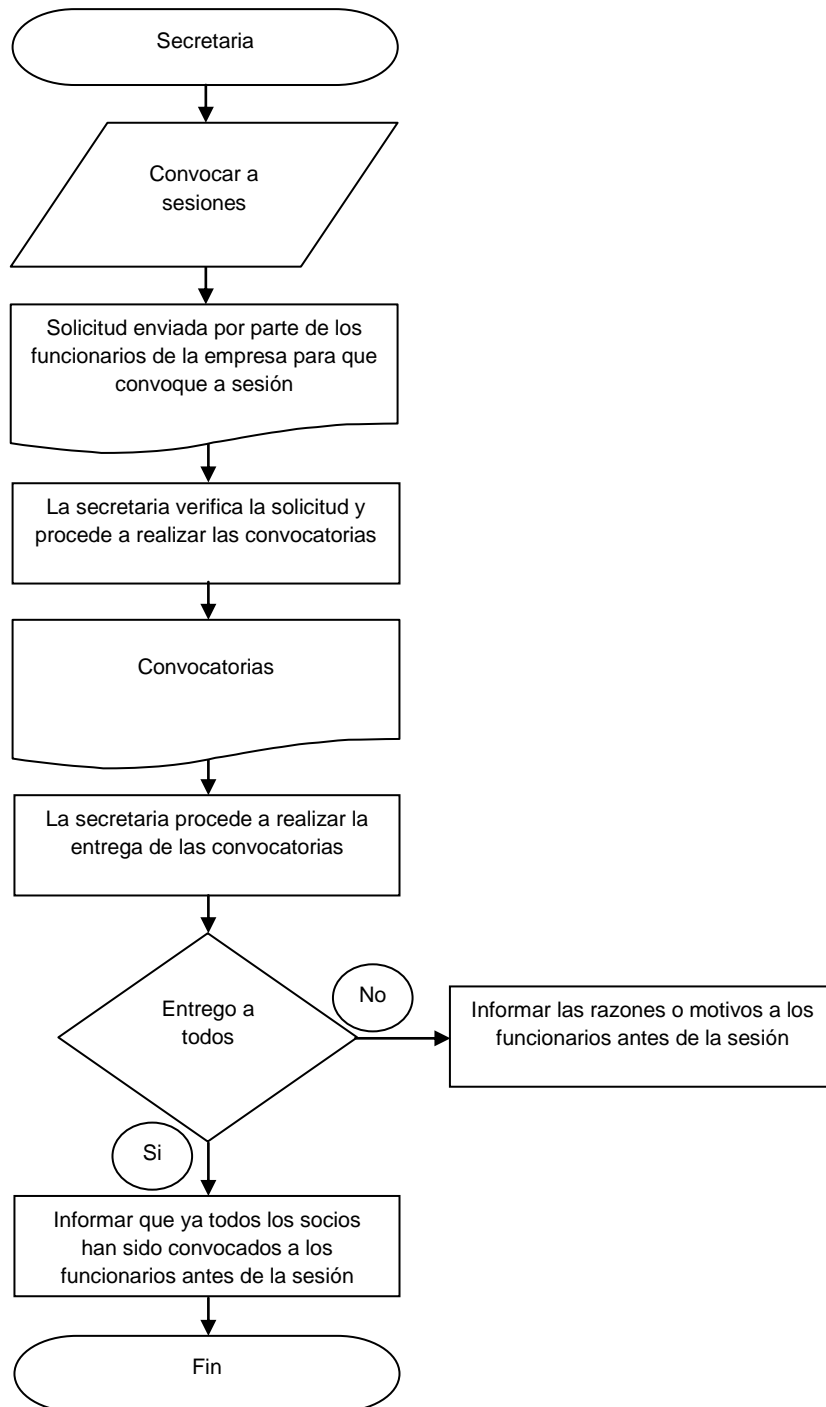 Secretaria
Convocar a
sesiones
Solicitud enviada por parte de los
funcionarios de la empresa para que
convoque a sesión
La secretaria verifica la solicitud y
procede a realizar las convocatorias
Convocatorias
La secretaria procede a realizar la
entrega de las convocatorias
Entrego a
todos
No
Informar las razones o motivos a los
funcionarios antes de la sesión
Si
Informar que ya todos los socios
han sido convocados a los
funcionarios antes de la sesión
Fin